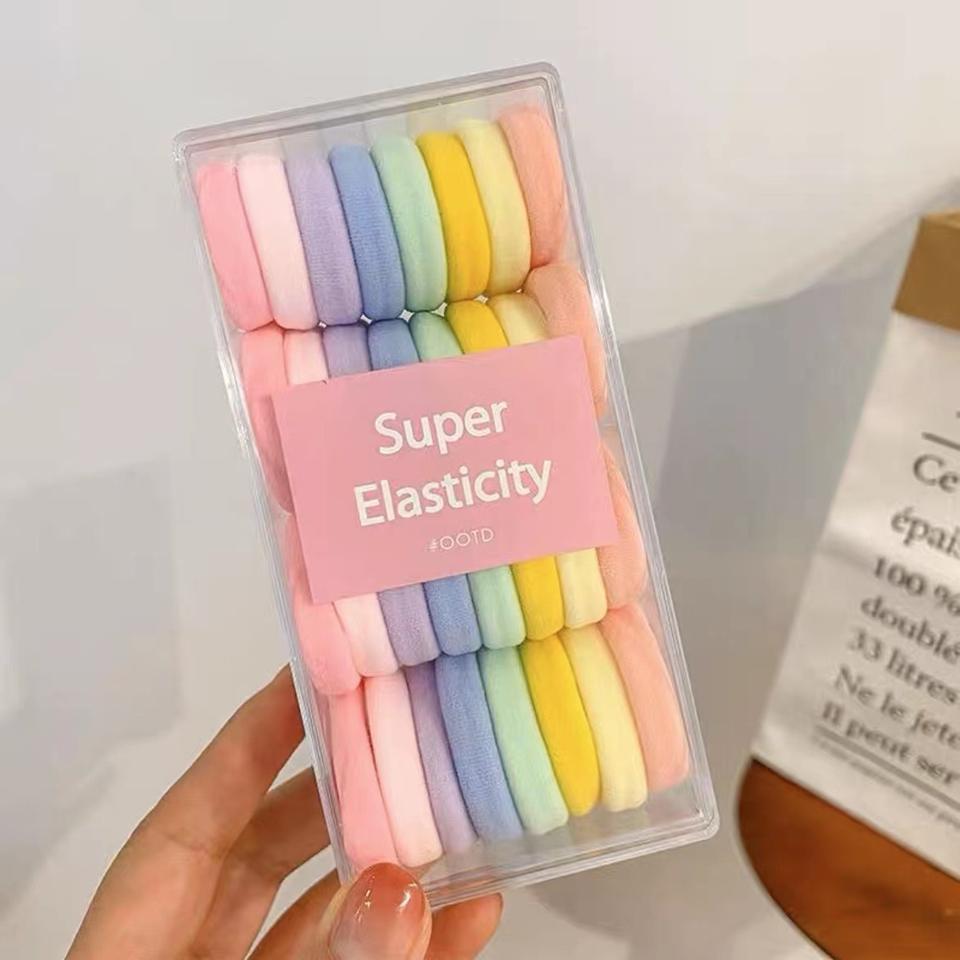 Super
Elasticity
#OOTD
Ce
épais
100 %
doublé
33 litres
Ne le jete
Il peut ser